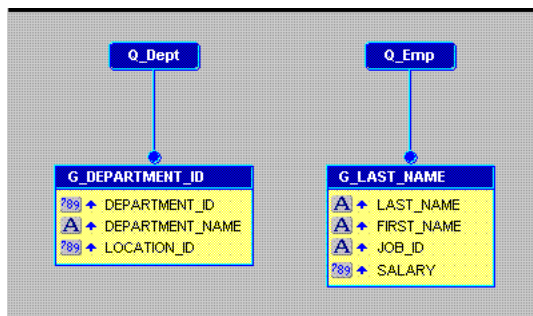 Q_Dept
G_DEPARTMENT_ID
789 DEPARTMENT_ID
A DEPARTMENT_NAME
789 LOCATION_ID
Q_Emp
G_LAST_NAME
A LAST_NAME
A FIRST_NAME
A JOB_ID
789 SALARY